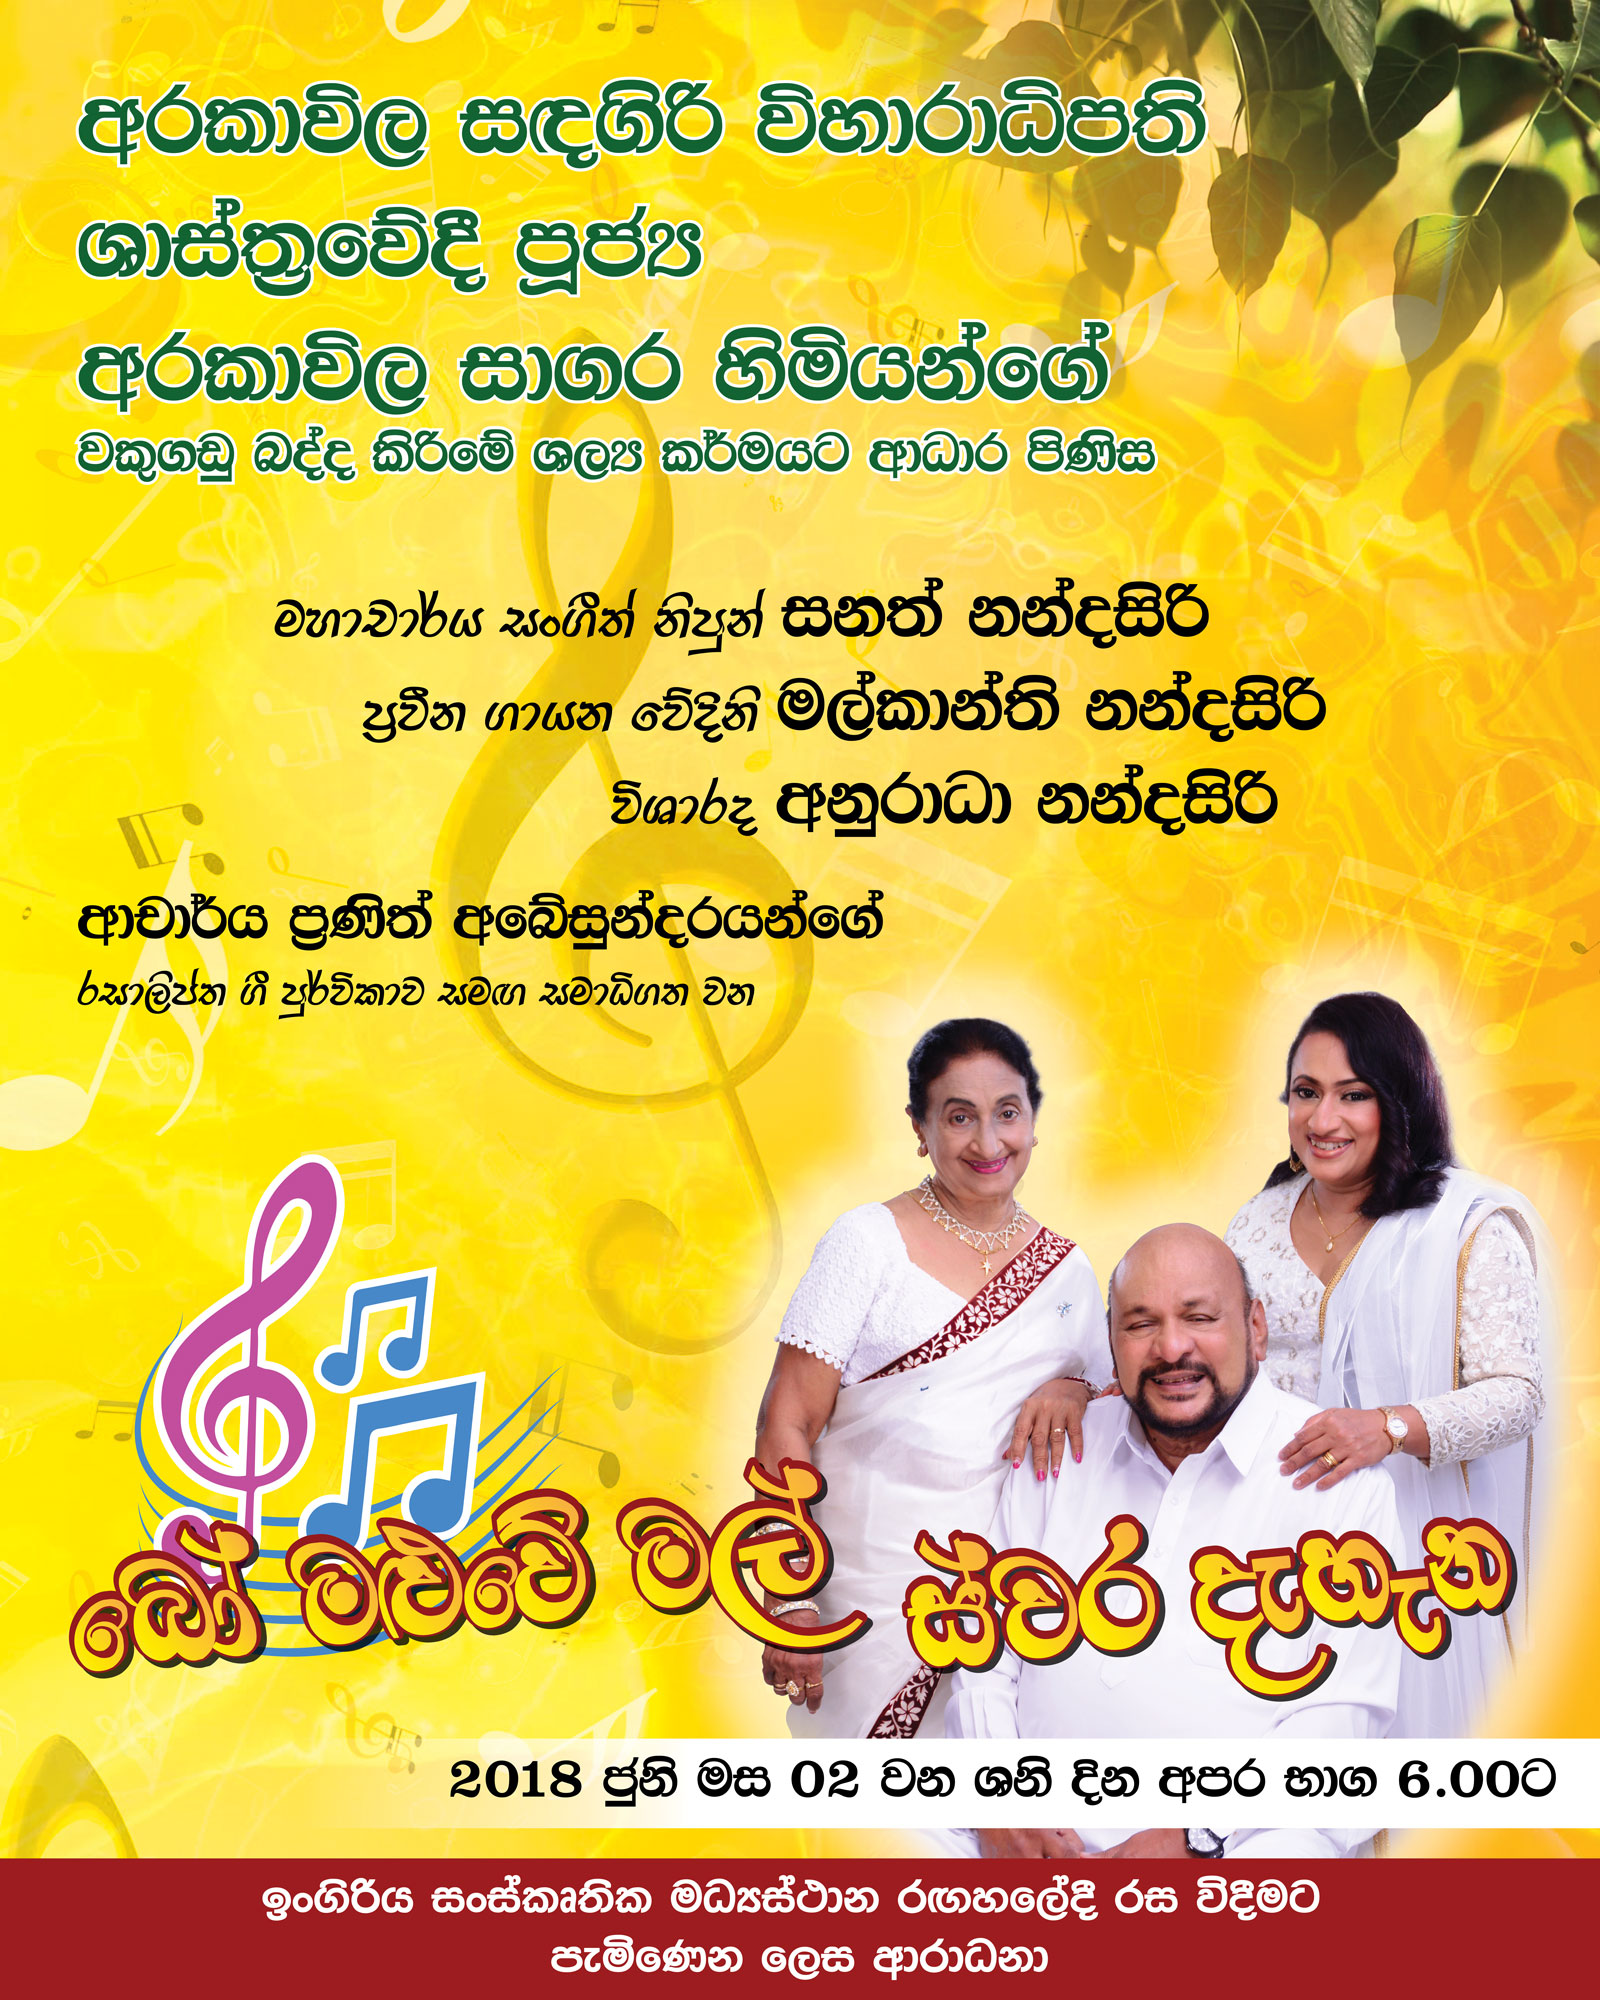 අරකාවිල සඳගිරි විහාරාධිපති
ශාස්ත්‍රවේදී පූජ්‍ය
අරකාවිල සාගර හිමියන්ගේ
වකුගඩු බද්ද කිරිමේ ශල්‍ය කර්මයට ආධාර පිණිස
මහාචාර්ය සංගීත් නිපුන් සනත් නන්දසිරි
ප්‍රවීන ගායන වේදිනි මල්කාන්ති නන්දසිරි
විශාරද අනුරාධා නන්දසිරි
ආචාර්ය ප්‍රණිත් අබේසුන්දරයන්ගේ
රසාලිප්ත ගී පුර්විකාව සමඟ සමාධිගත වන
බෝ මළුවේ මල් ස්වර දැහැන
2018 ජුනි මස 02 වන ශනි දින අපර භාග 6.00ට
ඉංගිරිය සංස්කෘතික මධ්‍යස්ථාන රඟහලේදී රස විදීමට
පැමිණෙන ලෙස ආරාධනා